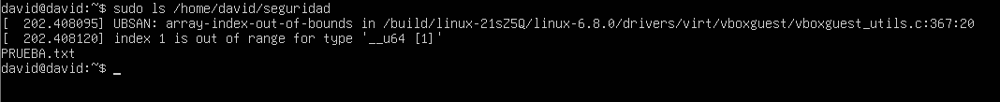 david@david:~$ sudo ls /home/david/seguridad
[  202.408095] UBSAN: array-index-out-of-bounds in /build/linux-21sZ5Q/linux-6.8.0/drivers/virt/vboxguest/vboxguest_utils.c:367:20
[  202.408120] index 1 is out of range for type '__u64 [1]'
PRUEBA.txt
david@david:~$ _